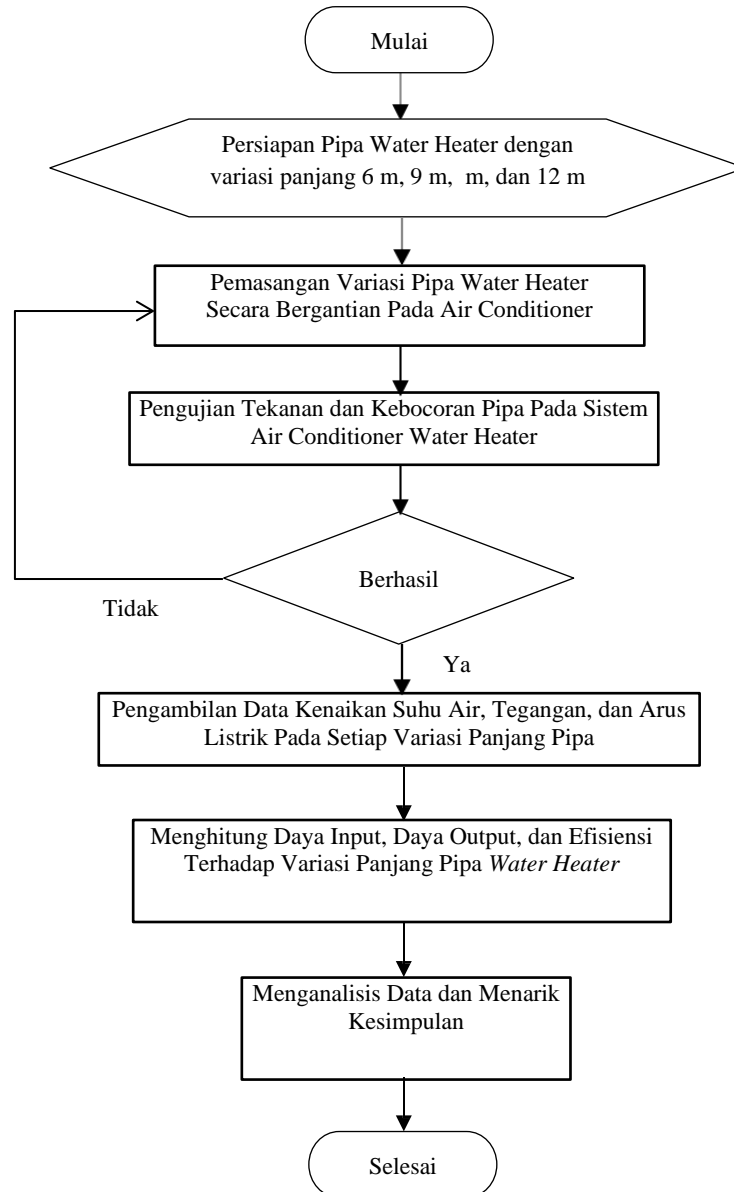 Mulai
Persiapan Pipa Water Heater dengan
variasi panjang 6 m, 9 m,  m, dan 12 m
Pemasangan Variasi Pipa Water Heater
Secara Bergantian Pada Air Conditioner
Pengujian Tekanan dan Kebocoran Pipa Pada Sistem
Air Conditioner Water Heater
Berhasil
Tidak
Ya
Pengambilan Data Kenaikan Suhu Air, Tegangan, dan Arus
Listrik Pada Setiap Variasi Panjang Pipa
Menghitung Daya Input, Daya Output, dan Efisiensi
Terhadap Variasi Panjang Pipa Water Heater
Menganalisis Data dan Menarik
Kesimpulan
Selesai